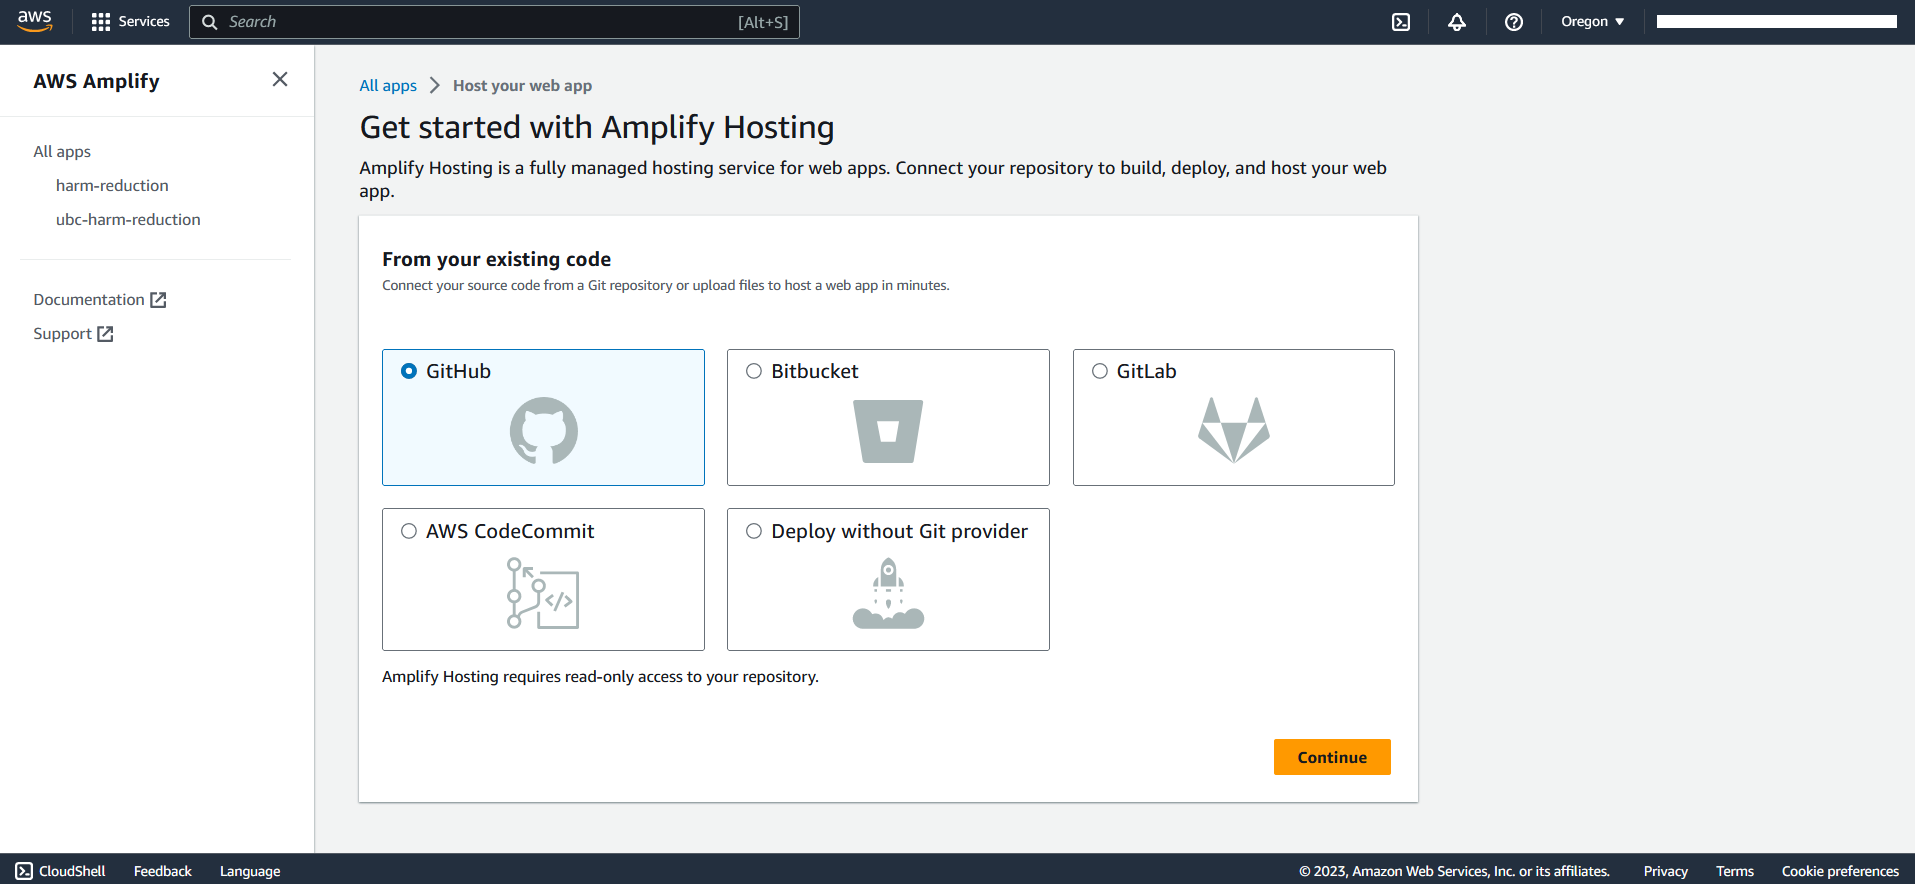 aws
Services
Search
[Alt+S]
Oregon
AWS Amplify
All apps
harm-reduction
ubc-harm-reduction
Documentation
Support
All apps
Host your web app
Get started with Amplify Hosting
Amplify Hosting is a fully managed hosting service for web apps. Connect your repository to build, deploy, and host your web
app.
From your existing code
Connect your source code from a Git repository or upload files to host a web app in minutes.
GitHub
Bitbucket
GitLab
AWS CodeCommit
Deploy without Git provider
</>
Amplify Hosting requires read-only access to your repository.
Continue
CloudShell
Feedback
Language
© 2023, Amazon Web Services, Inc. or its affiliates.
Privacy
Terms
Cookie preferences